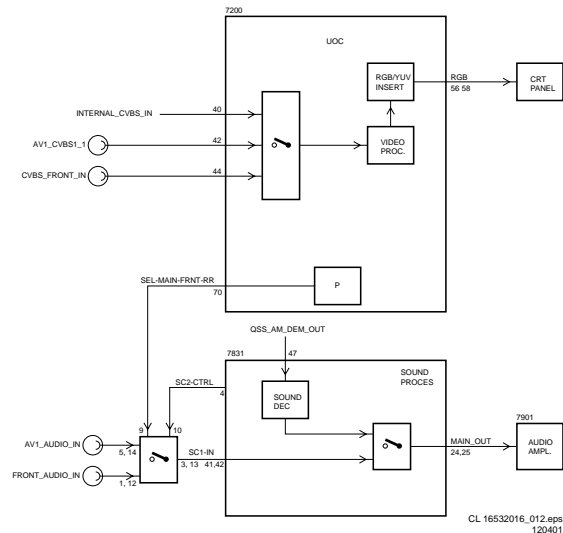 7200
UOC
RGB/YUV
INSERT
RGB
56 58
CRT
PANEL
INTERNAL_CVBS_IN
40
AV1_CVBS1_1
42
VIDEO
PROC.
CVBS_FRONT_IN
44
SEL-MAIN-FRNT-RR
70
P
QSS_AM_DEM_OUT
7831
47
SOUND
PROCES
SC2-CTRL
4
SOUND
DEC
7901
9
10
AV1_AUDIO_IN
5, 14
SC1-IN
3, 13
41,42
MAIN_OUT
24,25
AUDIO
AMPL.
FRONT_AUDIO_IN
1, 12
CL 16532016_012.eps
120401